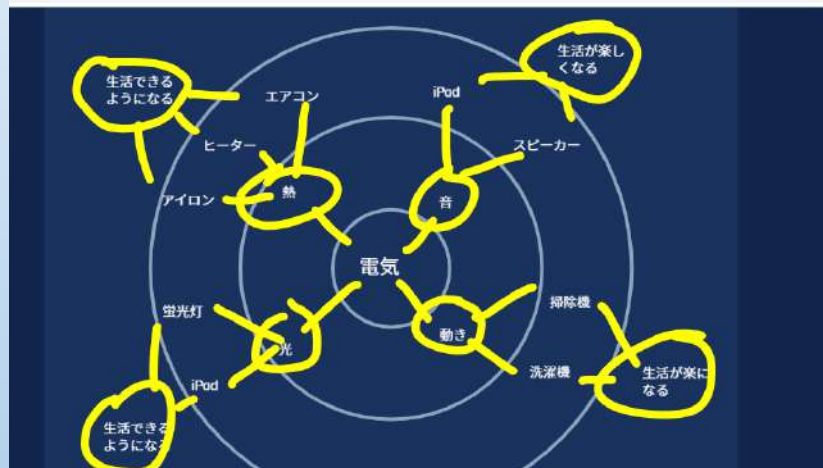 生活が楽し
くなる
生活できる
ようになる
エアコン
iPod
ヒーター
スピーカー
アイロン
熱
音
電気
蛍光灯
掃除機
光
動き
iPod
洗濯機
生活が楽に
なる
生活できる
ようになる